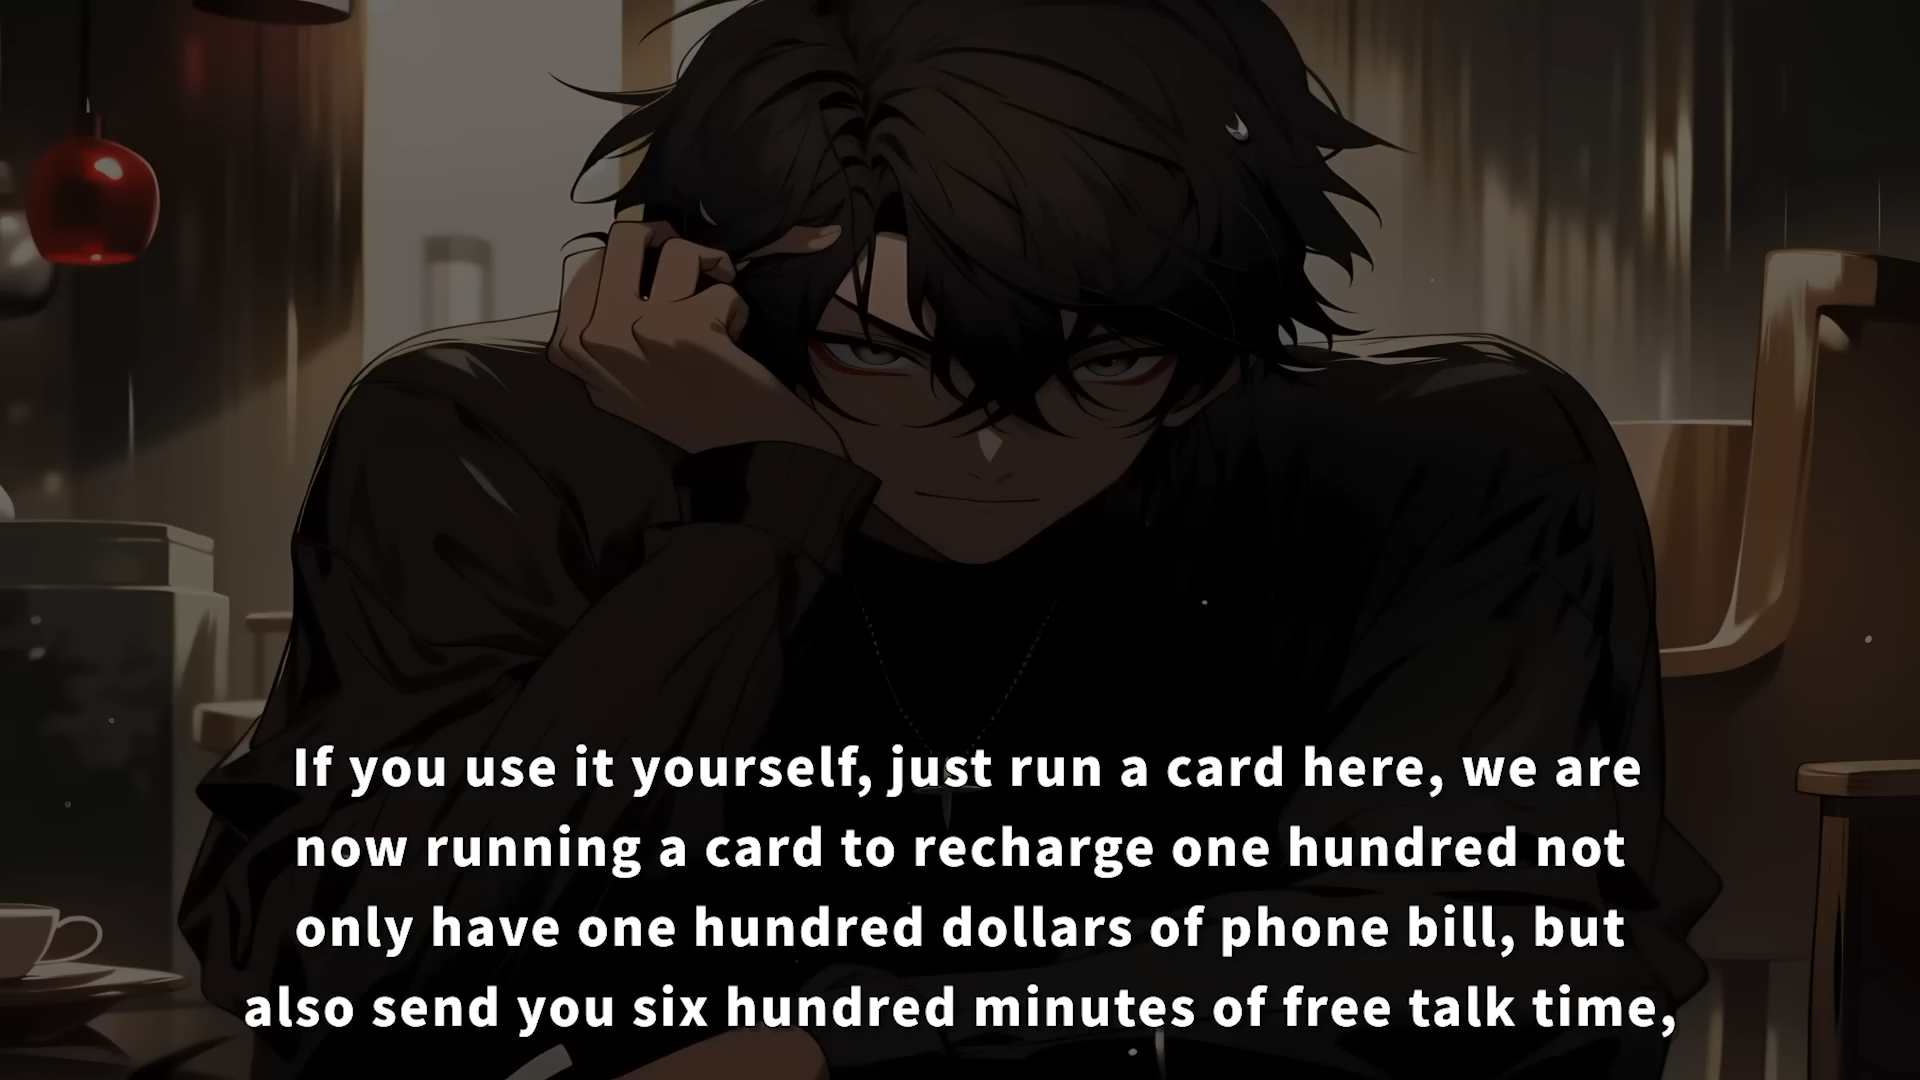 If you use it yourself, just run a card here, we are
now running a card to recharge one hundred not
only have one hundred dollars of phone bill, but
also send you six hundred minutes of free talk time,